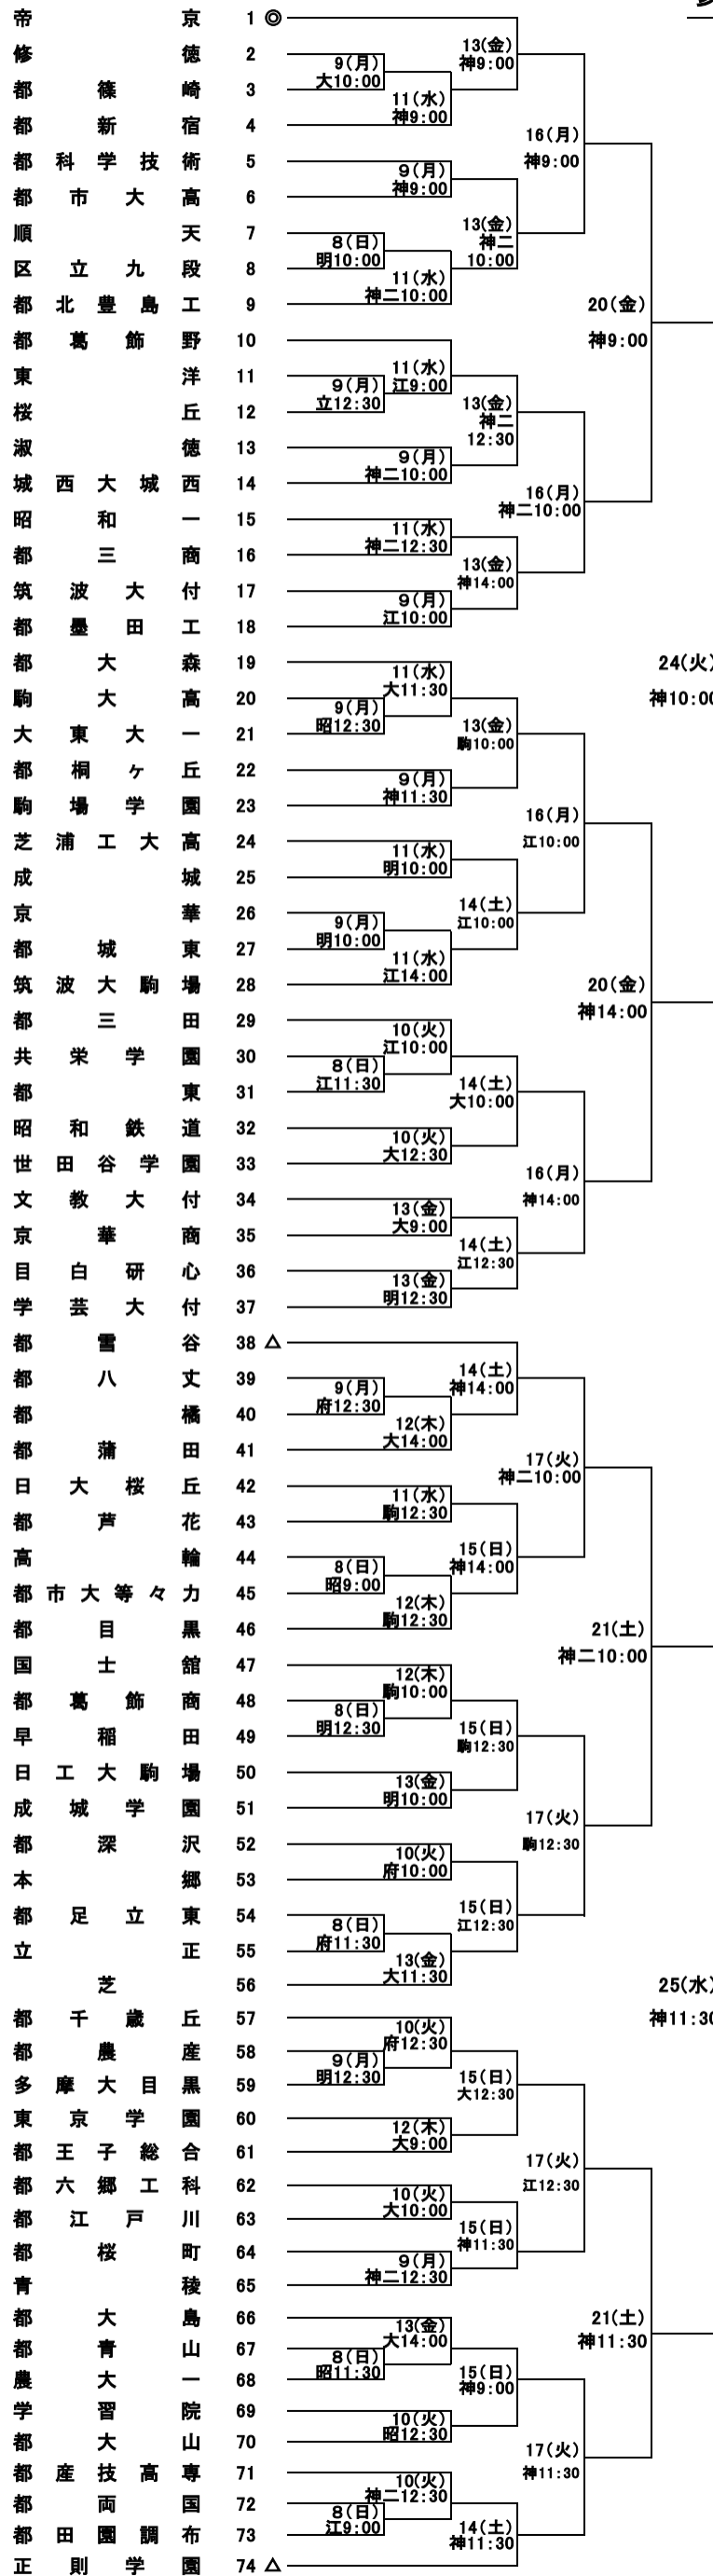 帝京 1 ◎
修徳 2
都篠崎 3
都新宿 4
都科学技術 5
都市大高 6
順天 7
区立九段 8
都北豊島工 9
都葛飾野 10
東洋 11
桜丘 12
淑徳 13
城西大城西 14
昭和一 15
都三商 16
筑波大付 17
都墨田工 18
都大森 19
駒大高 20
大東大一 21
都桐ヶ丘 22
駒場学園 23
芝浦工大高 24
成城 25
京華 26
都城東 27
筑波大駒場 28
都三田 29
共栄学園 30
都東 31
昭和鉄道 32
世田谷学園 33
文教大付 34
京華商 35
目白研心 36
学芸大付 37
都雪谷 38 △
都八丈 39
都橘 40
都蒲田 41
日大桜丘 42
都芦花 43
高輪 44
都市大等々力 45
都目黒 46
国士舘 47
都葛飾商 48
早稲田 49
日工大駒場 50
成城学園 51
都深沢 52
本郷 53
都足立東 54
立正 55
芝 56
都千歳丘 57
都農産 58
多摩大目黒 59
東京学園 60
都王子総合 61
都六郷工科 62
都江戸川 63
都桜町 64
青稜 65
都大島 66
都青山 67
農大一 68
学習院 69
都大山 70
都産技高専 71
都両国 72
都田園調布 73
正則学園 74 △
9(月)
大10:00
8(日)
明10:00
9(月)
立12:30
9(月)
昭12:30
9(月)
明10:00
8(日)
江11:30
9(月)
府12:30
8(日)
昭9:00
8(日)
明12:30
8(日)
府11:30
9(月)
明12:30
8(日)
昭11:30
8(日)
江9:00
11(水)
神9:00
9(月)
神9:00
11(水)
神二10:00
11(水)
江9:00
9(月)
神二10:00
11(水)
神二12:30
9(月)
江10:00
11(水)
大11:30
9(月)
神11:30
11(水)
明10:00
11(水)
江14:00
10(火)
江10:00
10(火)
大12:30
13(金)
大9:00
13(金)
明12:30
12(木)
大14:00
11(水)
駒12:30
12(木)
駒12:30
12(木)
駒10:00
13(金)
明10:00
10(火)
府10:00
13(金)
大11:30
10(火)
府12:30
12(木)
大9:00
10(火)
大10:00
9(月)
神二12:30
13(金)
大14:00
10(火)
昭12:30
10(火)
神二12:30
13(金)
神9:00
13(金)
神二
10:00
13(金)
神二
12:30
13(金)
神14:00
13(金)
駒10:00
14(土)
江10:00
14(土)
大10:00
14(土)
江12:30
14(土)
神14:00
15(日)
神14:00
15(日)
駒12:30
15(日)
江12:30
15(日)
大12:30
15(日)
神11:30
15(日)
神9:00
14(土)
神11:30
16(月)
神9:00
16(月)
神二10:00
16(月)
江10:00
16(月)
神14:00
17(火)
神二10:00
17(火)
駒12:30
17(火)
江12:30
17(火)
神11:30
20(金)
神9:00
20(金)
神14:00
21(土)
神二10:00
21(土)
神11:30
24(火)
神10:00
25(水)
神11:30